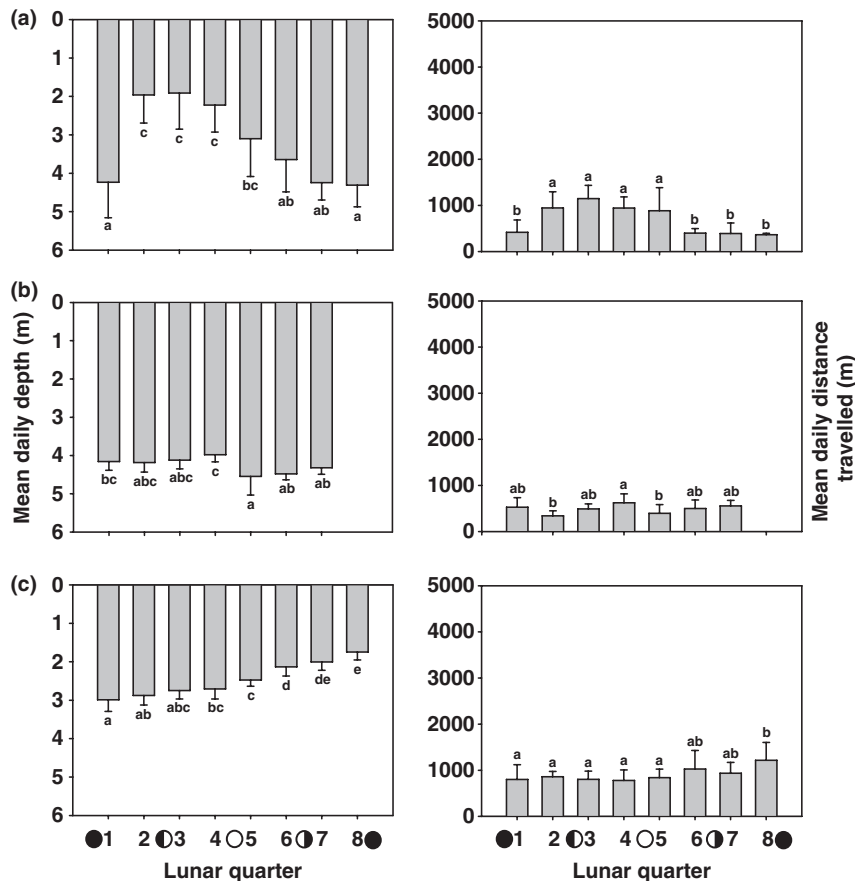 (a)
0
1
2
3
4
5
6
a
c
c
c
bc
ab
ab
a
5000
4000
3000
2000
1000
0
b
a
a
a
a
b
b
b
(b)
0
1
2
3
4
5
6
bc
abc
abc
c
a
ab
ab
5000
4000
3000
2000
1000
0
ab
b
ab
a
b
ab
ab
(c)
0
1
2
3
4
5
6
a
ab
abc
bc
c
d
de
e
5000
4000
3000
2000
1000
0
a
a
a
a
a
ab
ab
b
Mean daily depth (m)
Mean daily distance
travelled (m)
1 2 3 4 5 6 7 8
Lunar quarter
1 2 3 4 5 6 7 8
Lunar quarter